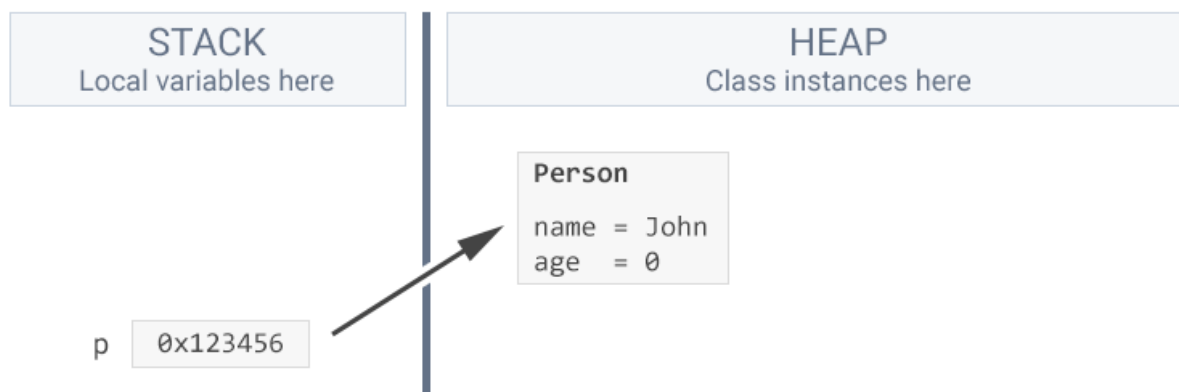 STACK
Local variables here
HEAP
Class instances here
Person
name = John
age  = 0
p 0x123456